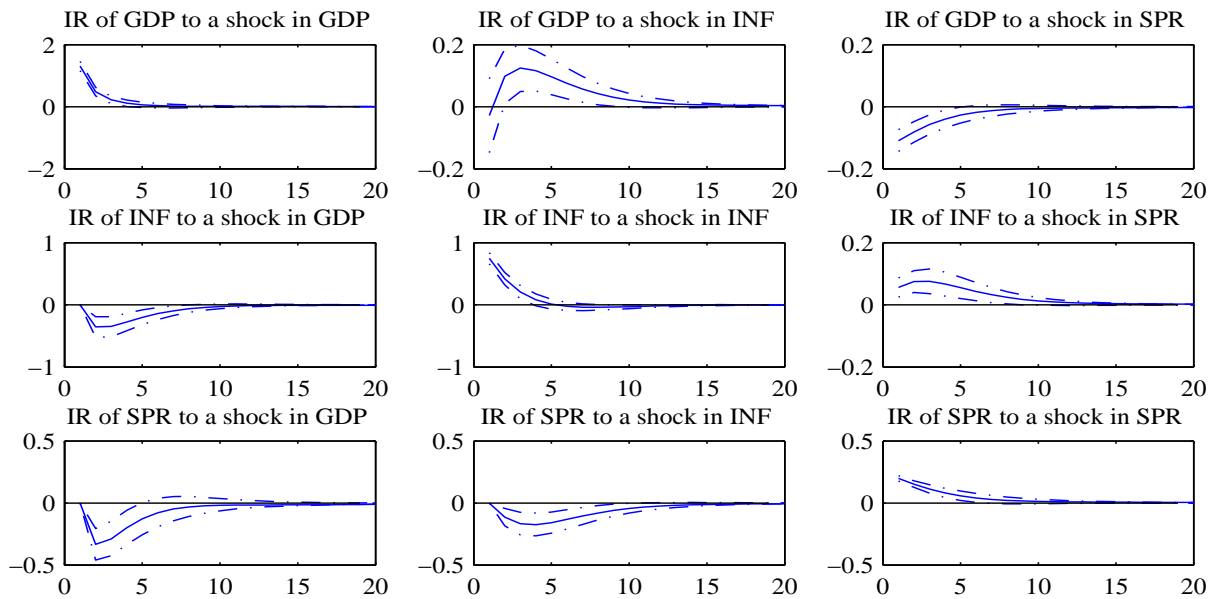 IR of GDP to a shock in GDP
2
0
−2
0 5 10 15 20
IR of GDP to a shock in INF
0.2
0
−0.2
0 5 10 15 20
IR of GDP to a shock in SPR
0.2
0
−0.2
0 5 10 15 20
IR of INF to a shock in GDP
1
0
−1
0 5 10 15 20
IR of INF to a shock in INF
1
0
−1
0 5 10 15 20
IR of INF to a shock in SPR
0.2
0
−0.2
0 5 10 15 20
IR of SPR to a shock in GDP
0.5
0
−0.5
0 5 10 15 20
IR of SPR to a shock in INF
0.5
0
−0.5
0 5 10 15 20
IR of SPR to a shock in SPR
0.5
0
−0.5
0 5 10 15 20